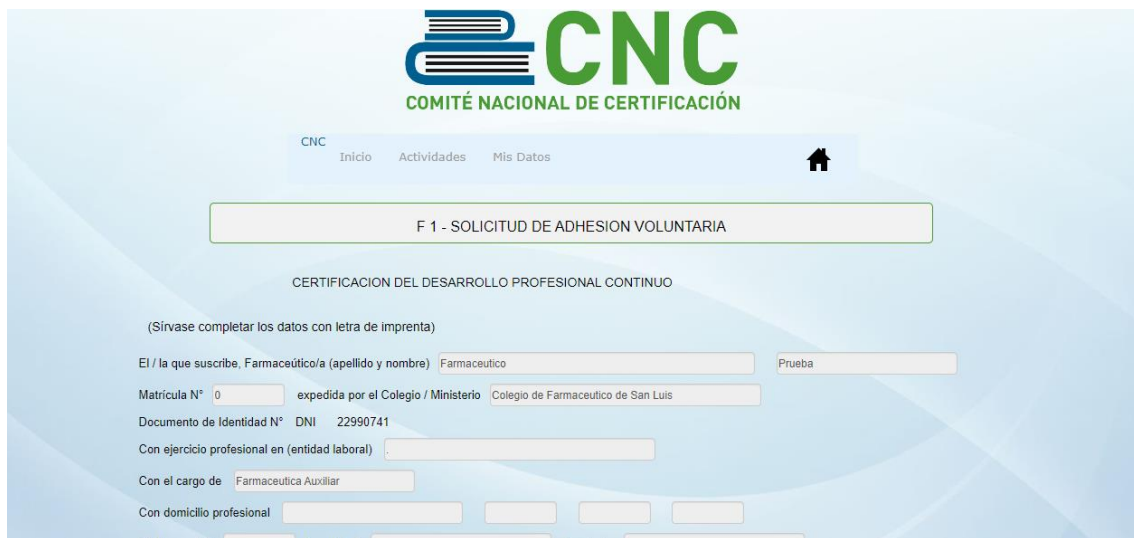 CNC
COMITÉ NACIONAL DE CERTIFICACIÓN
CNC
Inicio Actividades Mis Datos
F 1 - SOLICITUD DE ADHESION VOLUNTARIA
CERTIFICACION DEL DESARROLLO PROFESIONAL CONTINUO
(Sírvase completar los datos con letra de imprenta)
El / la que suscribe, Farmaceútico/a (apellido y nombre) Farmaceutico Prueba
Matrícula N° 0 expedida por el Colegio / Ministerio Colegio de Farmaceutico de San Luis
Documento de Identidad N° DNI 22990741
Con ejercicio profesional en (entidad laboral) .
Con el cargo de Farmaceutica Auxiliar
Con domicilio profesional